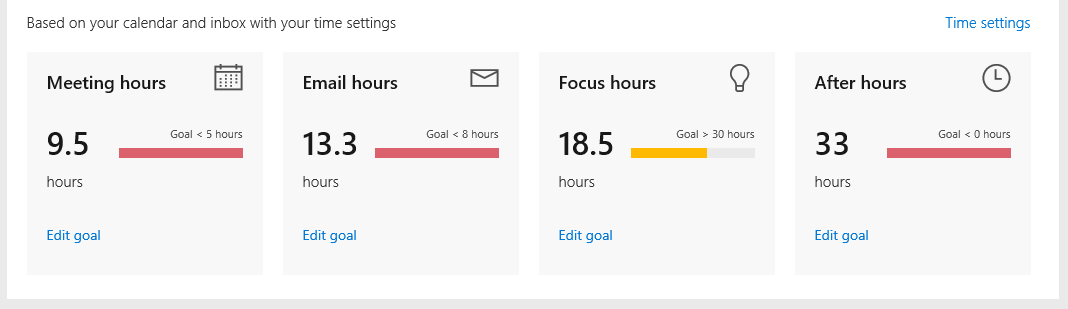 Based on your calendar and inbox with your time settings
Time settings
Meeting hours
9.5
Goal < 5 hours
hours
Edit goal
Email hours
13.3
Goal < 8 hours
hours
Edit goal
Focus hours
18.5
Goal > 30 hours
hours
Edit goal
After hours
33
Goal < 0 hours
hours
Edit goal